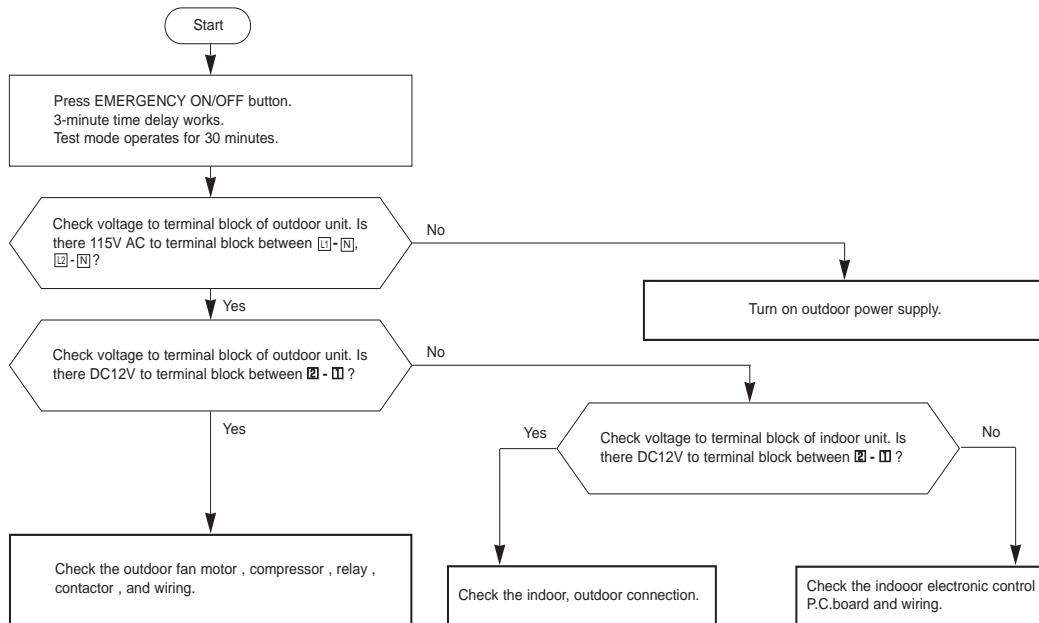 Start
Press EMERGENCY ON/OFF button.
3-minute time delay works.
Test mode operates for 30 minutes.
Check voltage to terminal block of outdoor unit. Is
there 115V AC to terminal block between L1 - N,
L2 - N ?
No
Turn on outdoor power supply.
Yes
Check voltage to terminal block of outdoor unit. Is
there DC12V to terminal block between 2 - 1 ?
No
Yes
Check voltage to terminal block of indoor unit. Is
there DC12V to terminal block between 2 - 1 ?
Yes
No
Check the outdoor fan motor , compressor , relay ,
contactor , and wiring.
Check the indoor, outdoor connection.
Check the indooor electronic control
P.C.board and wiring.